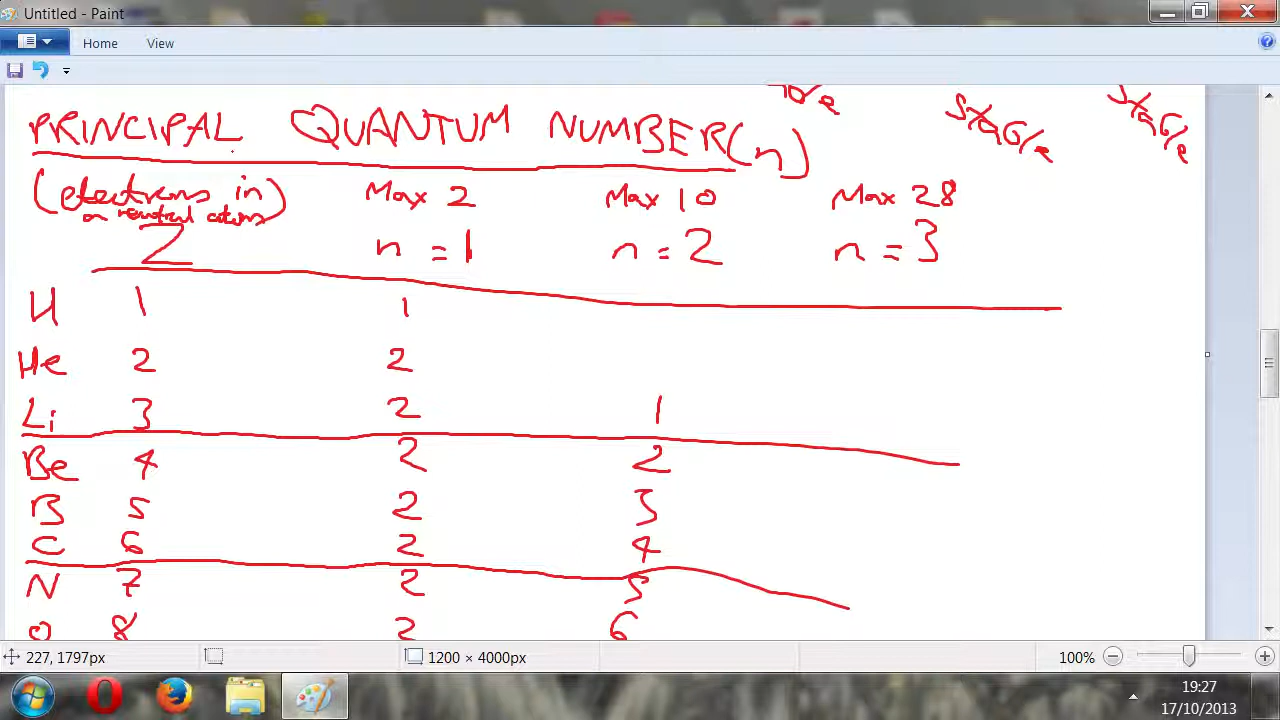 Untitled - Paint
Home View
PRINCIPAL QUANTUM NUMBER(n)
(electrons in Max 2 Max 10 Max 28
neutral atoms)
Z n = 1 n = 2 n = 3
H 1 1
He 2 2
Li 3 2 1
Be 4 2 2
B 5 2 3
C 6 2 4
N 7 2 5
O 8 2 6
227, 1797px 1200 × 4000px 100%
19:27
17/10/2013